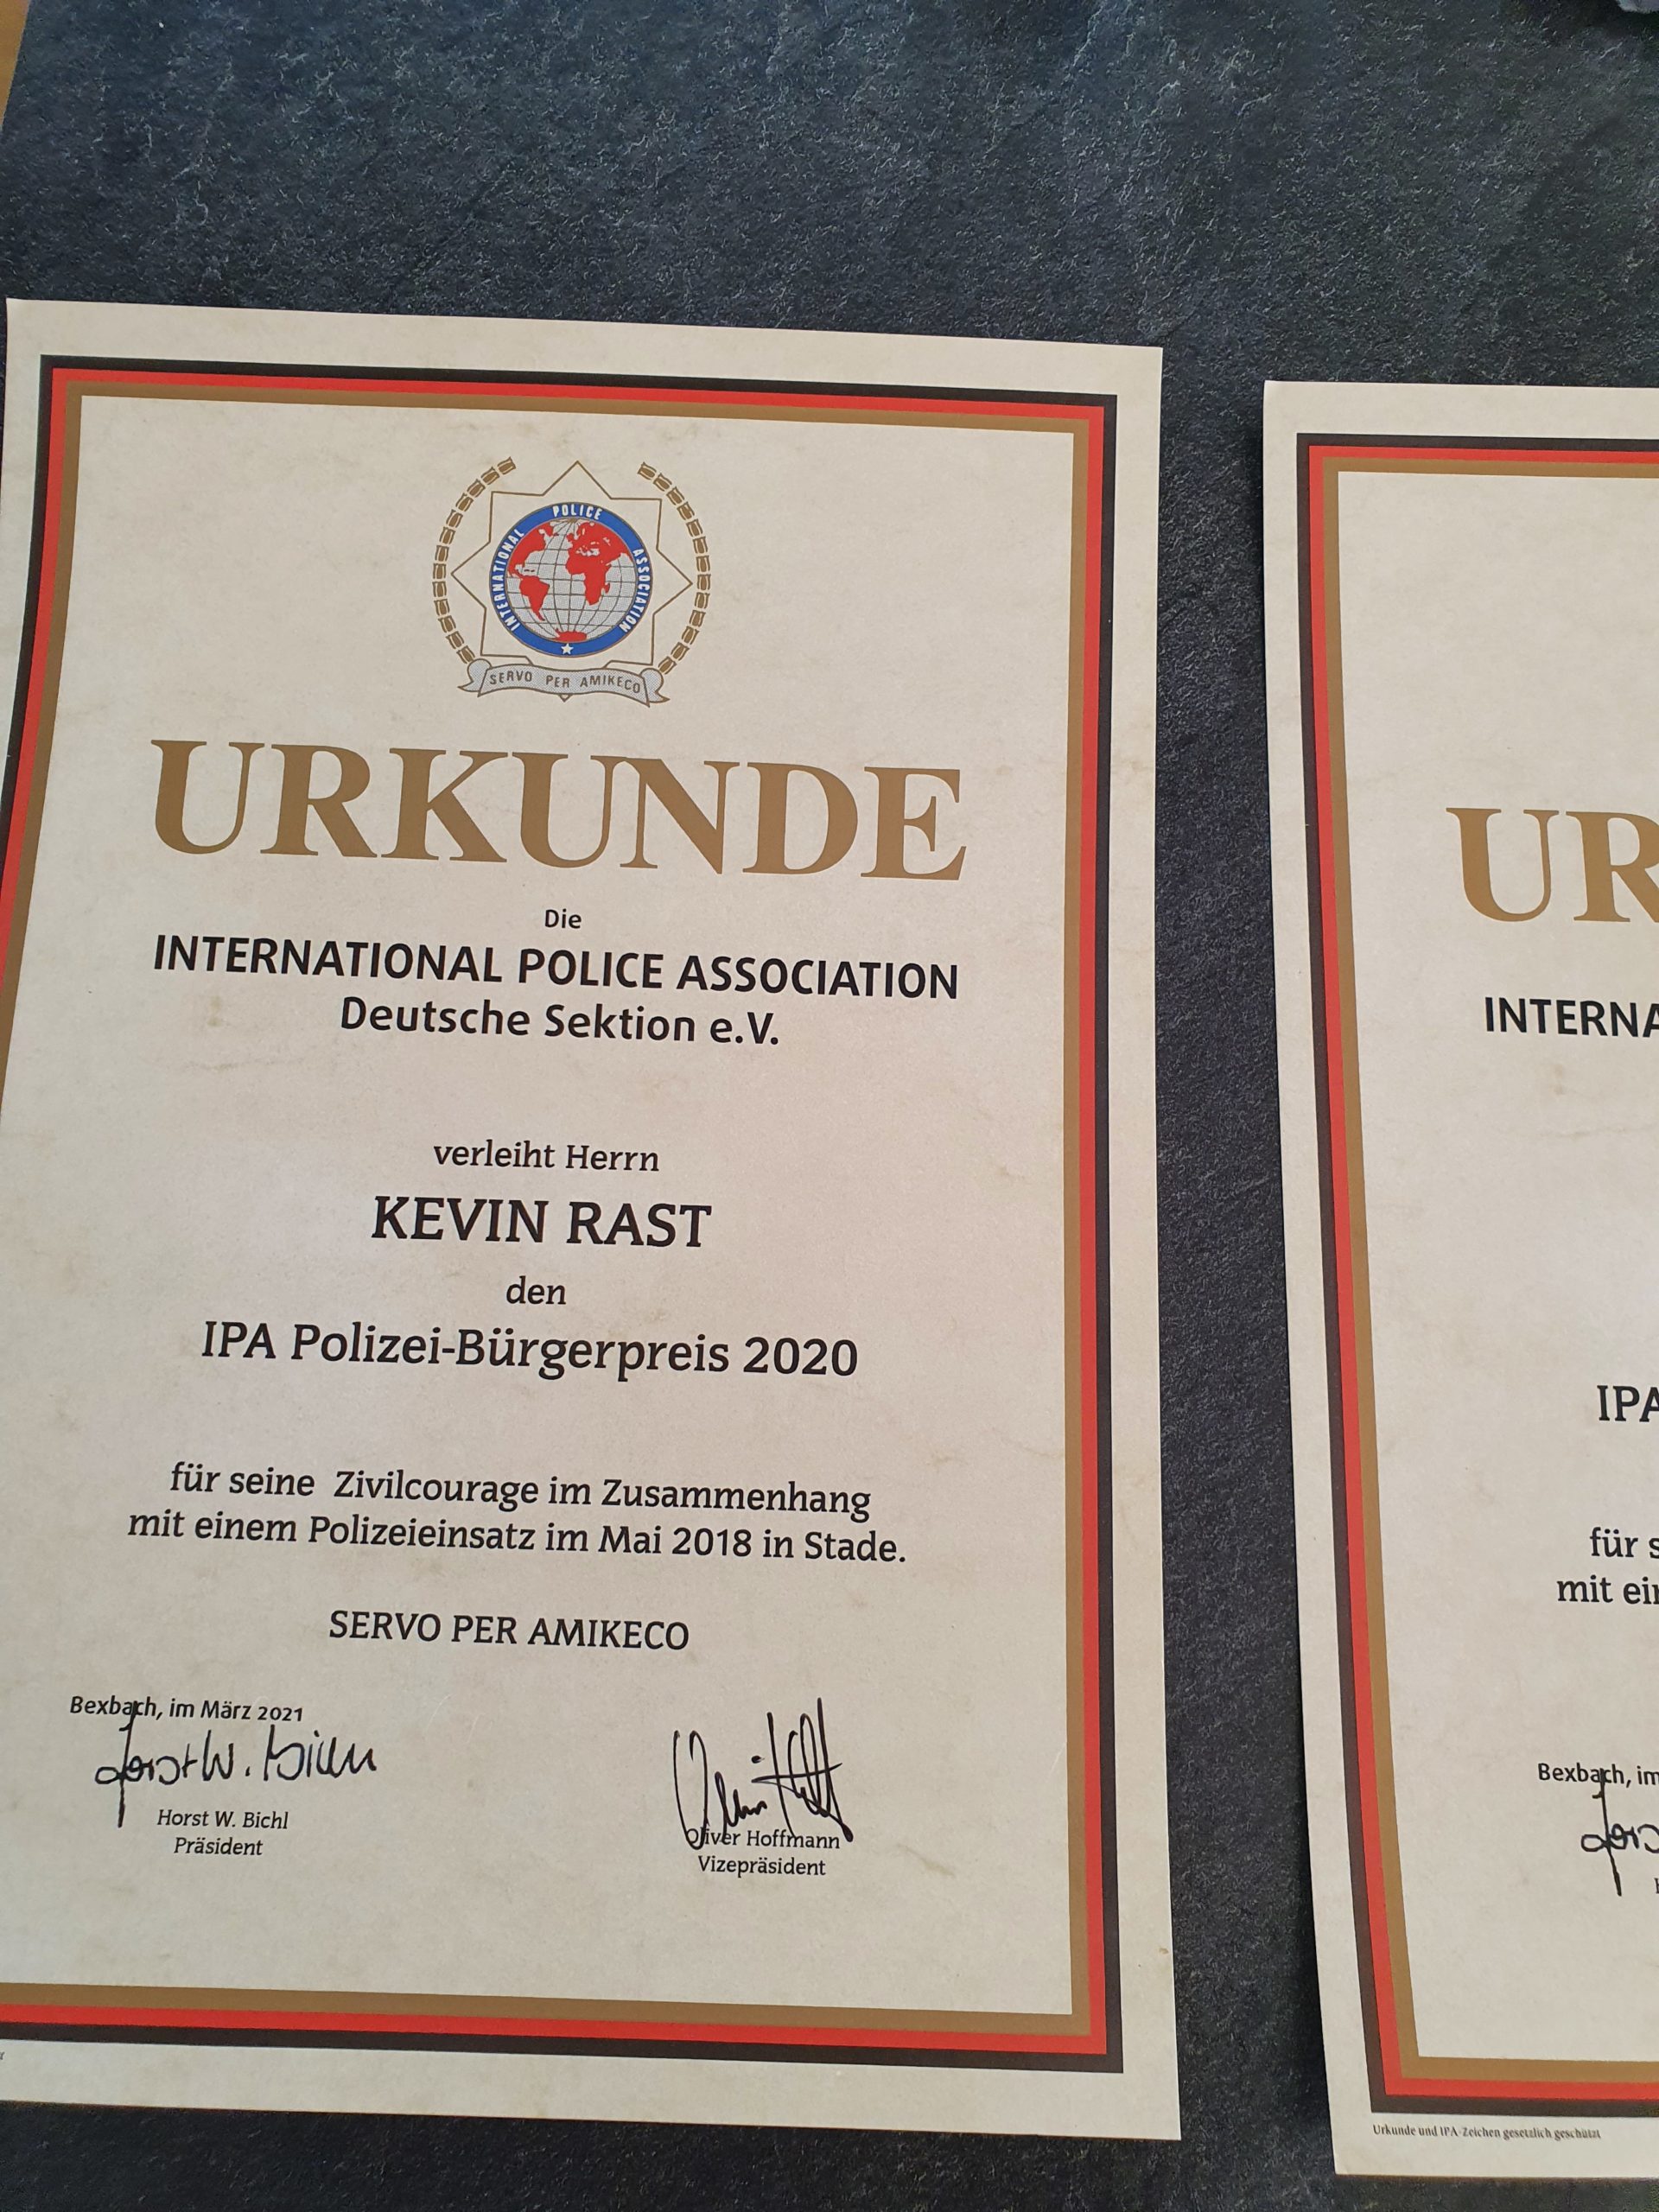 INTERNATIONAL POLICE ASSOCIATION
SERVO PER AMIKECO
URKUNDE
Die
INTERNATIONAL POLICE ASSOCIATION
Deutsche Sektion e.V.
verleiht Herrn
KEVIN RAST
den
IPA Polizei-Bürgerpreis 2020
für seine Zivilcourage im Zusammenhang
mit einem Polizeieinsatz im Mai 2018 in Stade.
SERVO PER AMIKECO
Bexbach, im März 2021
Horst W. Bichl
Horst W. Bichl
Präsident
Oliver Hoffmann
Vizepräsident
UR
INTERNA
IPA
für s
mit ein
Bexbach, im
Urkunde und IPA-Zeichen gesetzlich geschützt